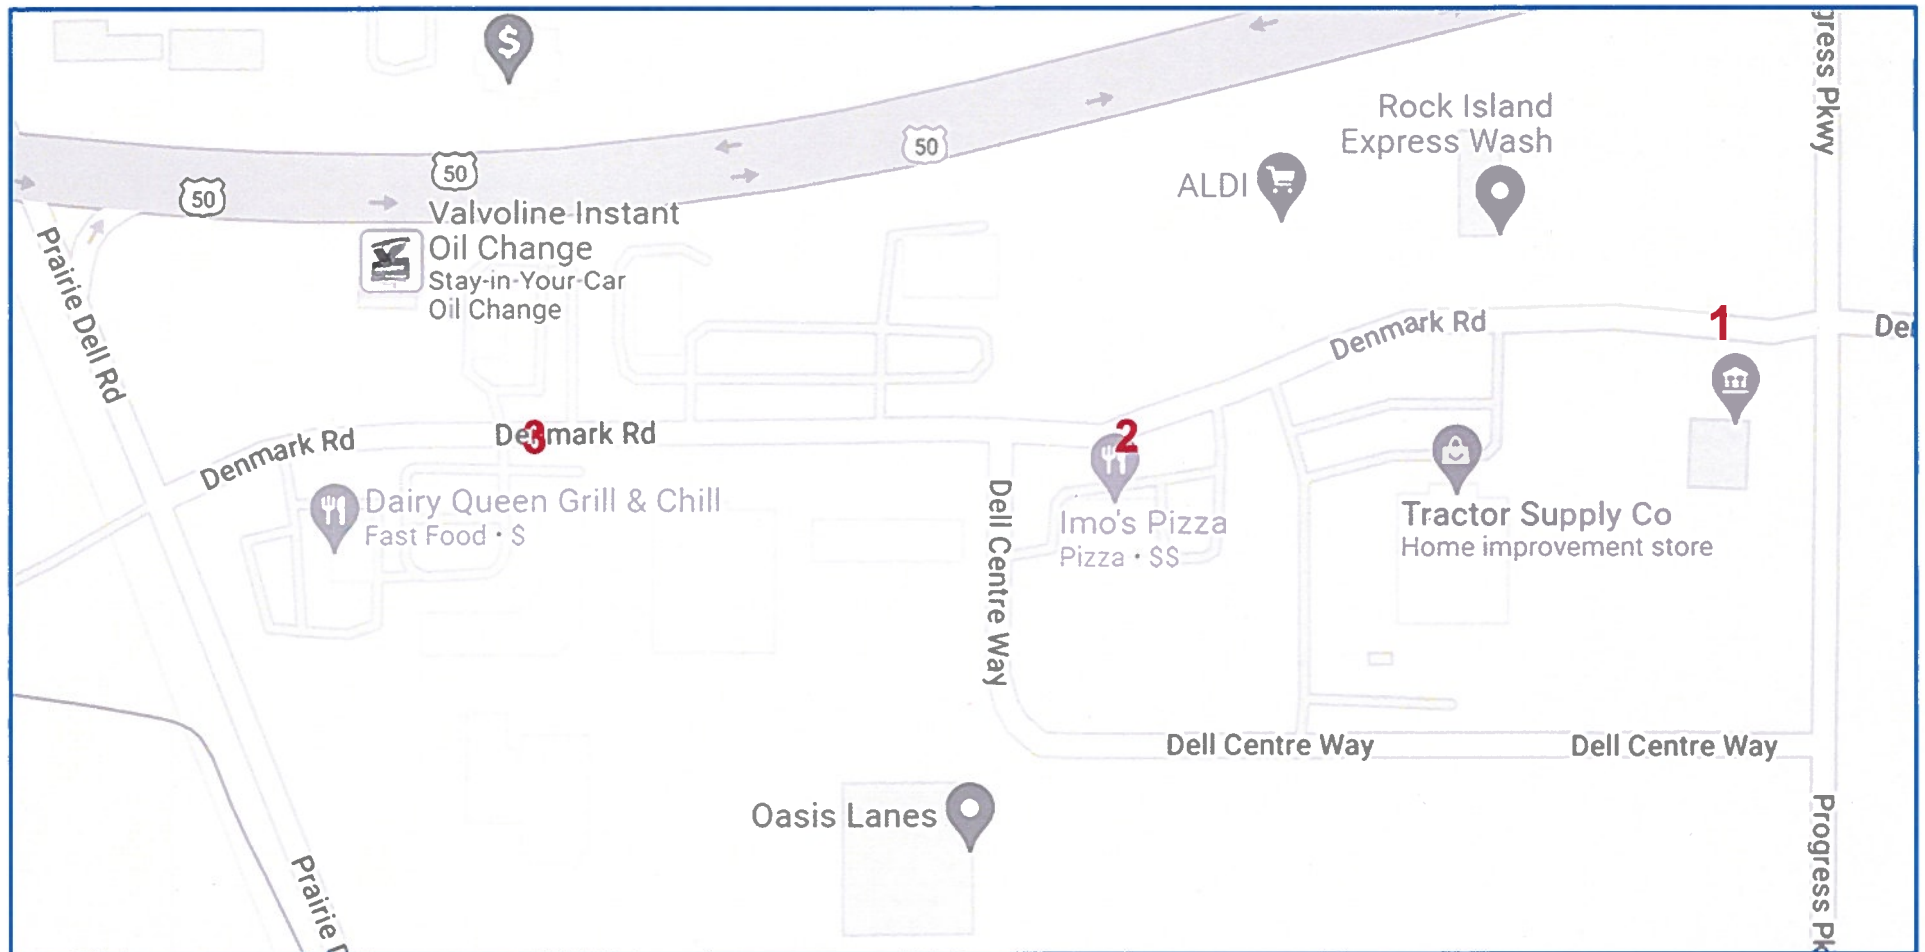 $
gress Pkwy
50
50
50
Rock Island
Express Wash
ALDI
Valvoline Instant
Oil Change
Stay-in-Your-Car
Oil Change
Prairie Dell Rd
Denmark Rd
1
De
Denmark Rd
Denmark Rd
3
2
Dairy Queen Grill & Chill
Fast Food · $
Dell Centre Way
Imo's Pizza
Pizza · $$
Tractor Supply Co
Home improvement store
Dell Centre Way
Dell Centre Way
Oasis Lanes
Prairie D
Progress Pk